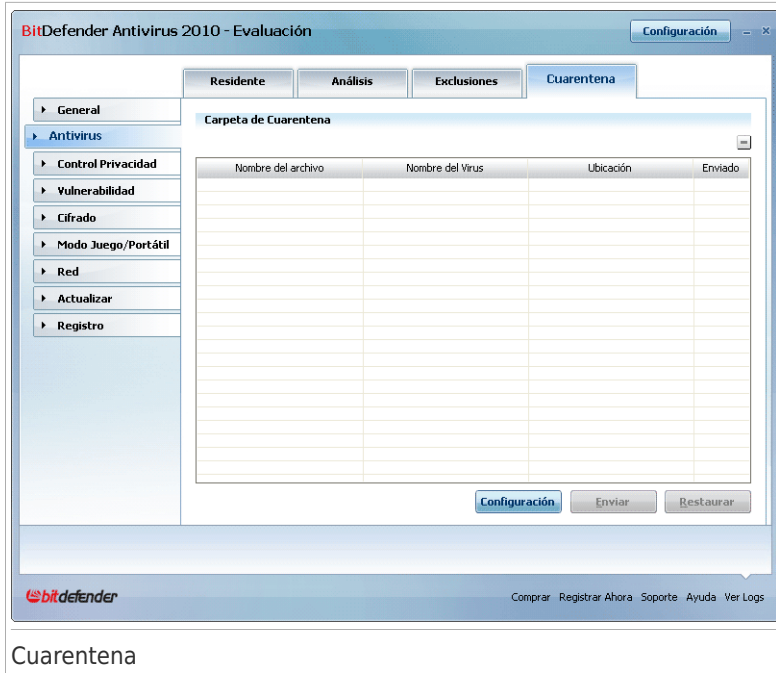 BitDefender Antivirus 2010 - Evaluación
Configuración
Residente
Análisis
Exclusiones
Cuarentena
General
Antivirus
Control Privacidad
Vulnerabilidad
Cifrado
Modo Juego/Portátil
Red
Actualizar
Registro
Carpeta de Cuarentena
Nombre del archivo
Nombre del Virus
Ubicación
Enviado
Configuración
Enviar
Restaurar
bitdefender
Comprar Registrar Ahora Soporte Ayuda Ver Logs
Cuarentena